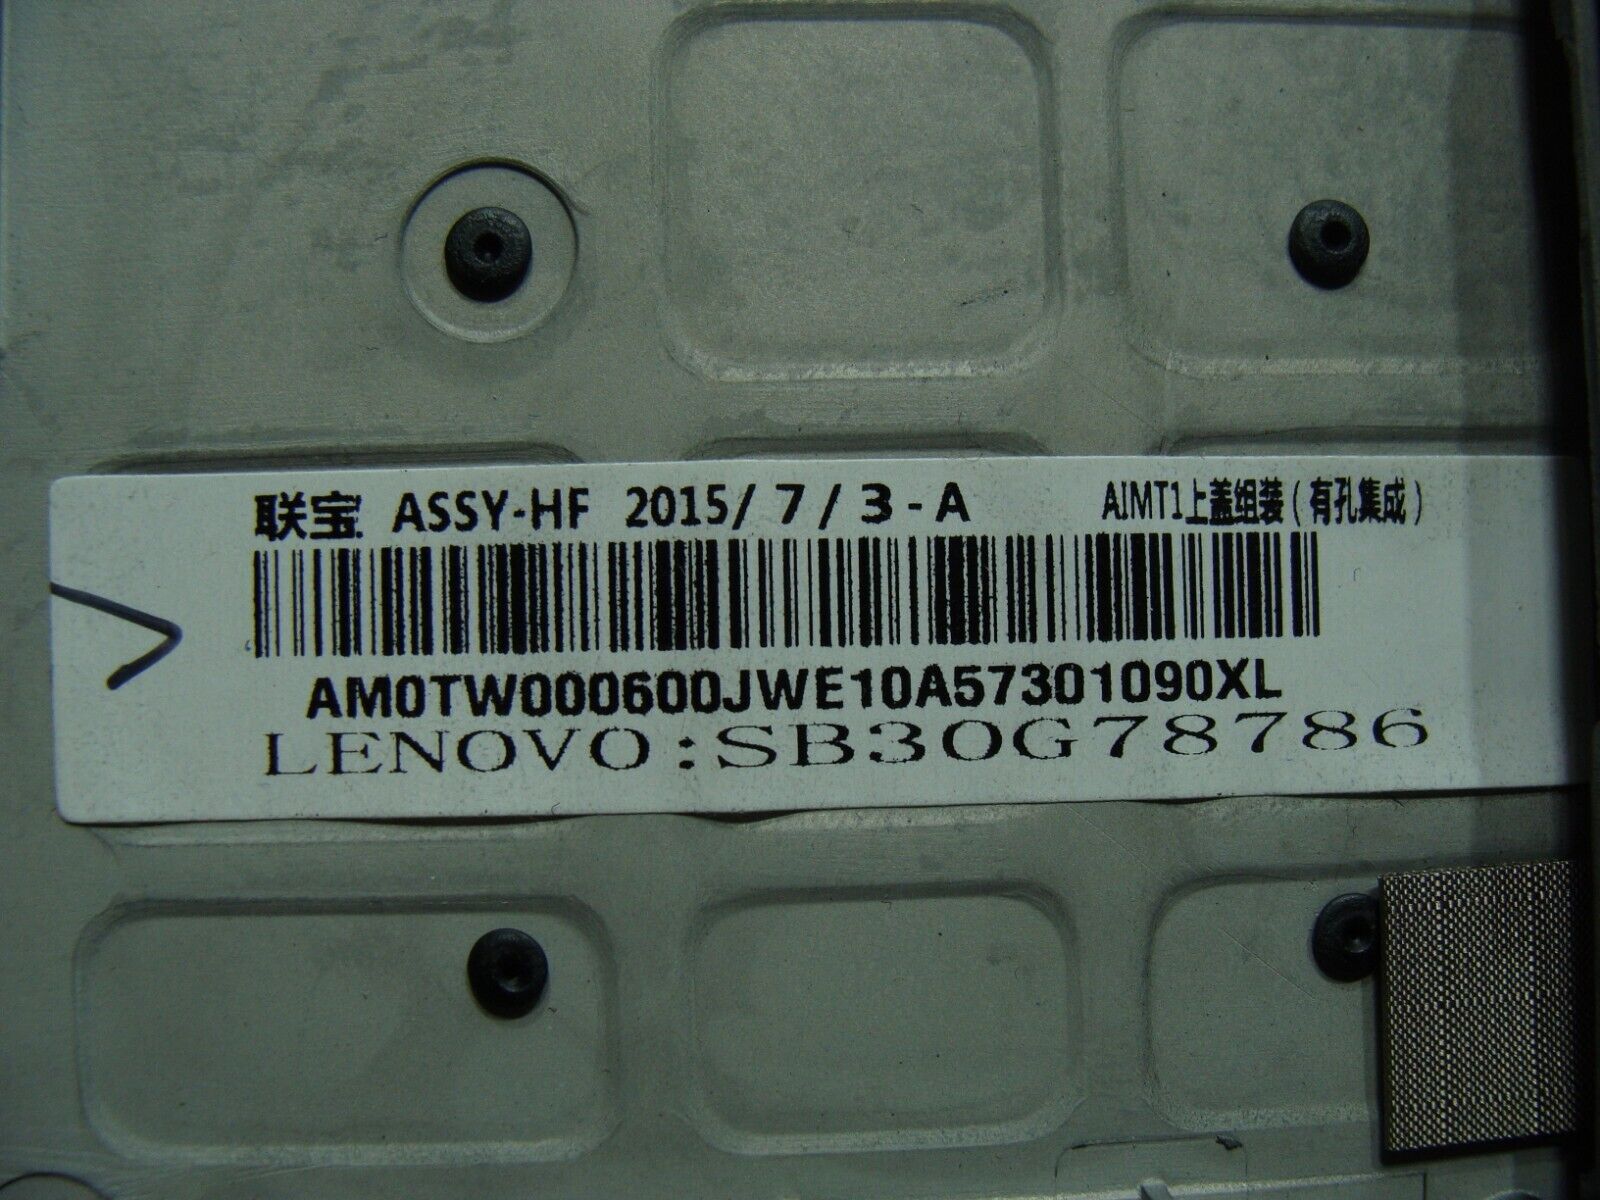 联宝 ASSY-HF 2015/ 7 / 3 - A AIMT1上盖组装(有孔集成)
AM0TW000600JWE10A57301090XL
LENOVO:SB30G78786